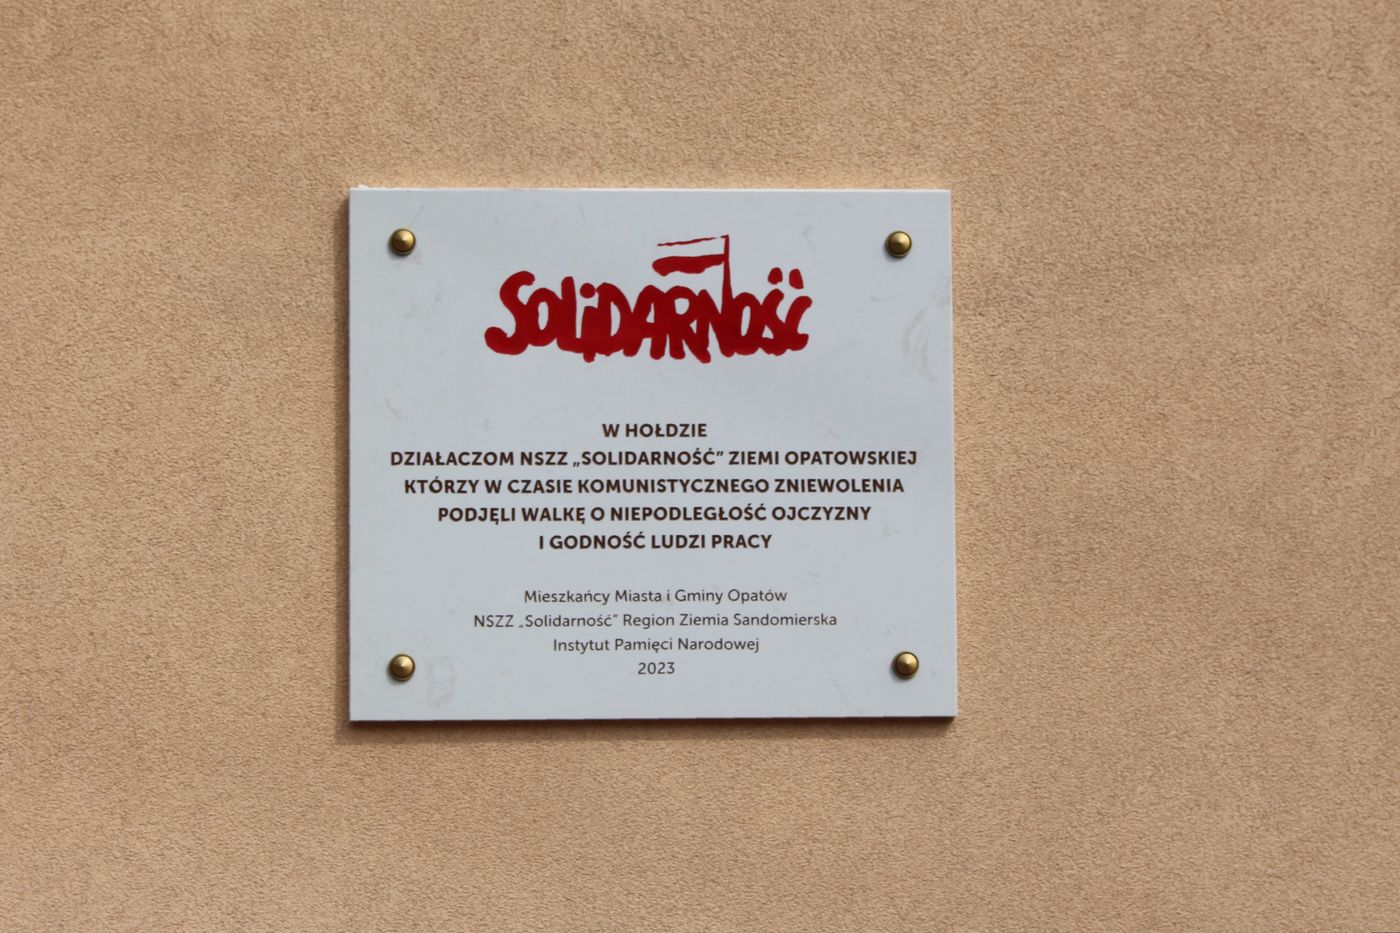 SOLIDARNOŚĆ
W HOŁDZIE
DZIAŁACZOM NSZZ „SOLIDARNOŚĆ” ZIEMI OPATOWSKIEJ
KTÓRZY W CZASIE KOMUNISTYCZNEGO ZNIEWOLENIA
PODJĘLI WALKĘ O NIEPODLEGŁOŚĆ OJCZYZNY
I GODNOŚĆ LUDZI PRACY
Mieszkańcy Miasta i Gminy Opatów
NSZZ „Solidarność” Region Ziemia Sandomierska
Instytut Pamięci Narodowej
2023